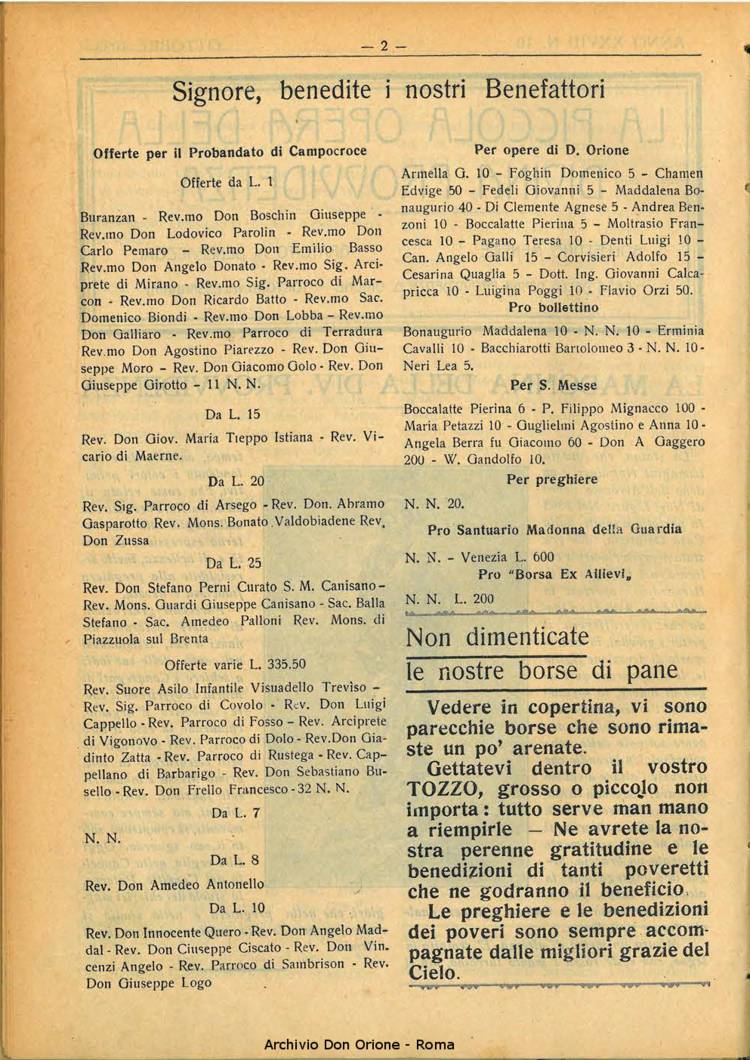 — 2 —
Signore, benedite i nostri Benefattori
Offerte per il Probandato di Campocroce
Offerte da L. 1
Buranzan - Rev.mo Don Boschin Giuseppe -
Rev.mo Don Lodovico Parolin - Rev.mo Don
Carlo Pemaro – Rev.mo Don Emilio Basso
Rev.mo Don Angelo Donato - Rev.mo Sig. Arci-
prete di Mirano - Rev.mo Sig. Parroco di Mar-
con - Rev.mo Don Ricardo Batto - Rev.mo Sac.
Domenico Biondi - Rev.mo Don Lobba – Rev.mo
Don Galliaro - Rev.mo Parroco di Terradura
Rev.mo Don Agostino Piarezzo - Rev. Don Giu-
seppe Moro – Rev. Don Giacomo Golo - Rev. Don
Giuseppe Girotto – 11 N. N.
Da L. 15
Rev. Don Giov. Maria Tieppo Istiana - Rev. Vi-
cario di Maerne.
Da L. 20
Rev. Sig. Parroco di Arsego - Rev. Don. Abramo
Gasparotto Rev. Mons. Bonato .Valdobiadene Rev.
Don Zussa
Da L. 25
Rev. Don Stefano Perni Curato S. M. Canisano–
Rev. Mons. Guardi Giuseppe Canisano - Sac. Balla
Stefano - Sac. Amedeo Palloni Rev. Mons. di
Piazzuola sul Brenta
Offerte varie L. 335.50
Rev. Suore Asilo Infantile Visnadello Treviso –
Rev. Sig. Parroco di Covolo - Rev. Don Luigi
Cappello - Rev. Parroco di Fosso – Rev. Arciprete
di Vigonovo - Rev. Parroco di Dolo - Rev.Don Gia-
dinto Zatta - Rev. Parroco di Rustega - Rev. Cap-
pellano di Barbarigo - Rev. Don Sebastiano Bu-
sello - Rev. Don Frello Francesco - 32 N. N.
Da L. 7
N. N.
Da L. 8
Rev. Don Amedeo Antonello
Da L. 10
Rev. Don Innocente Quero - Rev. Don Angelo Mad-
dal - Rev. Don Ciuseppe Ciscato - Rev. Don Vin.
cenzi Angelo - Rev. Parroco di Sambrison - Rev.
Don Giuseppe Logo
Per opere di D. Orione
Armella G. 10 – Foghin Domenico 5 - Chamen
Edvige 50 – Fedeli Giovanni 5 – Maddalena Bo-
naugurio 40 - Di Clemente Agnese 5 - Andrea Ben-
zoni 10 - Boccalatte Pierina 5 – Moltrasio Fran-
cesca 10 – Pagano Teresa 10 - Denti Luigi 10 –
Can. Angelo Galli 15 – Corvisieri Adolfo 15 –
Cesarina Quaglia 5 - Dott. Ing. Giovanni Calca-
pricca 10 - Luigina Poggi 10 - Flavio Orzi 50.
Pro bollettino
Bonaugurio Maddalena 10 - N. N. 10 – Erminia
Cavalli 10 - Bacchiarotti Bartolomeo 3 - N. N. 10 -
Neri Lea 5.
Per S. Messe
Boccalatte Pierina 6 - P. Filippo Mignacco 100 -
Maria Petazzi 10 - Guglielmi Agostino e Anna 10 -
Angela Berra fu Giacomo 60 – Don A Gaggero
200 – W. Gandolfo 10.
Per preghiere
N. N. 20.
Pro Santuario Madonna della Guardia
N. N. – Venezia L. 600
Pro "Borsa Ex Allievi„
N. N. L. 200
Non dimenticate
le nostre borse di pane
Vedere in copertina, vi sono
parecchie borse che sono rima-
ste un po' arenate.
Gettatevi dentro il vostro
TOZZO, grosso o piccolo non
importa : tutto serve man mano
a riempirle — Ne avrete la no-
stra perenne gratitudine e le
benedizioni di tanti poveretti
che ne godranno il beneficio.
Le preghiere e le benedizioni
dei poveri sono sempre accom-
pagnate dalle migliori grazie del
Cielo.
Archivio Don Orione - Roma